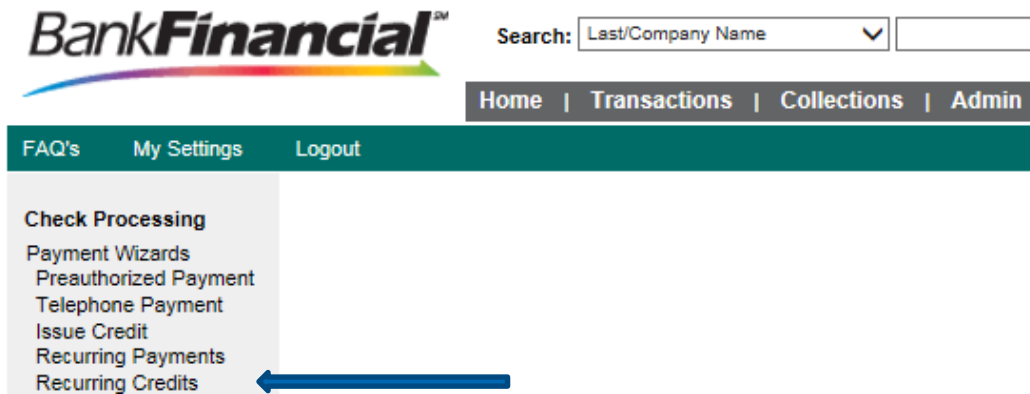 BankFinancial℠
Search: Last/Company Name
Home | Transactions | Collections | Admin
FAQ's My Settings Logout
Check Processing
Payment Wizards
Preauthorized Payment
Telephone Payment
Issue Credit
Recurring Payments
Recurring Credits